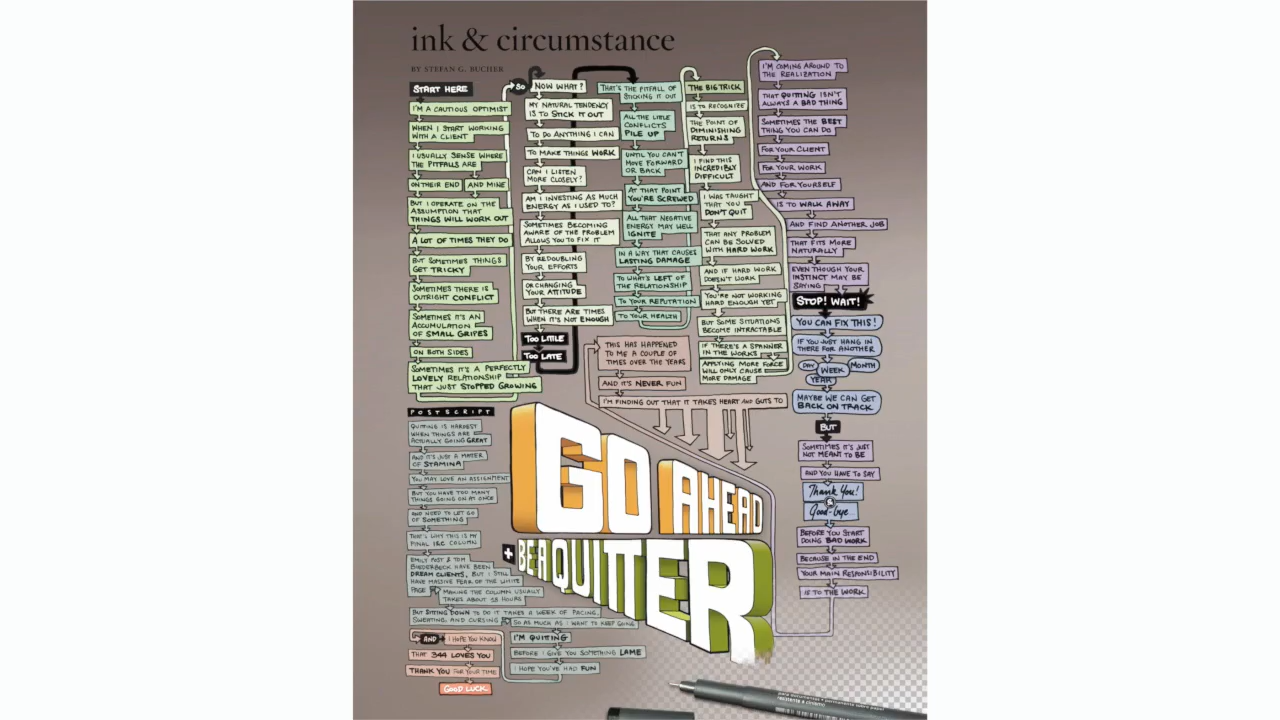 ink & circumstance
BY STEFAN G. BUCHER
START HERE
I'M A CAUTIOUS OPTIMIST
WHEN I START WORKING
WITH A CLIENT
I USUALLY SENSE WHERE
THE PITFALLS ARE
ON THEIR END
AND MINE
BUT I OPERATE ON THE
ASSUMPTION THAT
THINGS WILL WORK OUT
A LOT OF TIMES THEY DO
BUT SOMETIMES THINGS
GET TRICKY
SOMETIMES THERE IS
OUTRIGHT CONFLICT
SOMETIMES IT'S AN
ACCUMULATION
OF SMALL GRIPES
ON BOTH SIDES
SOMETIMES IT'S A PERFECTLY
LOVELY RELATIONSHIP
THAT JUST STOPPED GROWING
SO
NOW WHAT?
MY NATURAL TENDENCY
IS TO STICK IT OUT
TO DO ANYTHING I CAN
TO MAKE THINGS WORK
CAN I LISTEN
MORE CLOSELY?
AM I INVESTING AS MUCH
ENERGY AS I USED TO?
SOMETIMES BECOMING
AWARE OF THE PROBLEM
ALLOWS YOU TO FIX IT
BY REDOUBLING
YOUR EFFORTS
OR CHANGING
YOUR ATTITUDE
BUT THERE ARE TIMES
WHEN IT'S NOT ENOUGH
TOO LITTLE
TOO LATE
THAT'S THE PITFALL OF
STICKING IT OUT
ALL THE LITTLE
CONFLICTS
PILE UP
UNTIL YOU CAN'T
MOVE FORWARD
OR BACK
AT THAT POINT
YOU'RE SCREWED
ALL THAT NEGATIVE
ENERGY MAY WELL
IGNITE
IN A WAY THAT CAUSES
LASTING DAMAGE
TO WHAT'S LEFT OF
THE RELATIONSHIP
TO YOUR REPUTATION
TO YOUR HEALTH
THE BIG TRICK
IS TO RECOGNIZE
THE POINT OF
DIMINISHING
RETURNS
I FIND THIS
INCREDIBLY
DIFFICULT
I WAS TAUGHT
THAT YOU
DON'T QUIT
THAT ANY PROBLEM
CAN BE SOLVED
WITH HARD WORK
AND IF HARD WORK
DOESN'T WORK
YOU'RE NOT WORKING
HARD ENOUGH YET
BUT SOME SITUATIONS
BECOME INTRACTABLE
IF THERE'S A SPANNER
IN THE WORKS
APPLYING MORE FORCE
WILL ONLY CAUSE
MORE DAMAGE
I'M COMING AROUND TO
THE REALIZATION
THAT QUITTING ISN'T
ALWAYS A BAD THING
SOMETIMES THE BEST
THING YOU CAN DO
FOR YOUR CLIENT
FOR YOUR WORK
AND FOR YOURSELF
IS TO WALK AWAY
AND FIND ANOTHER JOB
THAT FITS MORE
NATURALLY
EVEN THOUGH YOUR
INSTINCT MAY BE
SAYING
STOP! WAIT!
YOU CAN FIX THIS!
IF YOU JUST HANG IN
THERE FOR ANOTHER
DAY
WEEK
MONTH
YEAR
MAYBE WE CAN GET
BACK ON TRACK
BUT
SOMETIMES IT'S JUST
NOT MEANT TO BE
AND YOU HAVE TO SAY
Thank You!
&
Good-bye
BEFORE YOU START
DOING BAD WORK
BECAUSE IN THE END
YOUR MAIN RESPONSIBILITY
IS TO THE WORK
THIS HAS HAPPENED
TO ME A COUPLE OF
TIMES OVER THE YEARS
AND IT'S NEVER FUN
I'M FINDING OUT THAT IT TAKES HEART AND GUTS TO
GO AHEAD
+ BE A QUITTER
POSTSCRIPT
QUITTING IS HARDEST
WHEN THINGS ARE
ACTUALLY GOING GREAT
AND IT'S JUST A MATTER
OF STAMINA
YOU MAY LOVE AN ASSIGNMENT
BUT YOU HAVE TOO MANY
THINGS GOING ON AT ONCE
AND NEED TO LET GO
OF SOMETHING
THAT'S WHY THIS IS MY
FINAL I&C COLUMN
EMILY POST & TOM
BIEDERBECK HAVE BEEN
DREAM CLIENTS, BUT I STILL
HAVE MASSIVE FEAR OF THE WHITE
PAGE
MAKING THE COLUMN USUALLY
TAKES ABOUT 18 HOURS
BUT SITTING DOWN TO DO IT TAKES A WEEK OF PACING,
SWEATING, AND CURSING
SO AS MUCH AS I WANT TO KEEP GOING
I'M QUITTING
BEFORE I GIVE YOU SOMETHING LAME
I HOPE YOU'VE HAD FUN
AND
I HOPE YOU KNOW
THAT 344 LOVES YOU
THANK YOU FOR YOUR TIME
GOOD LUCK